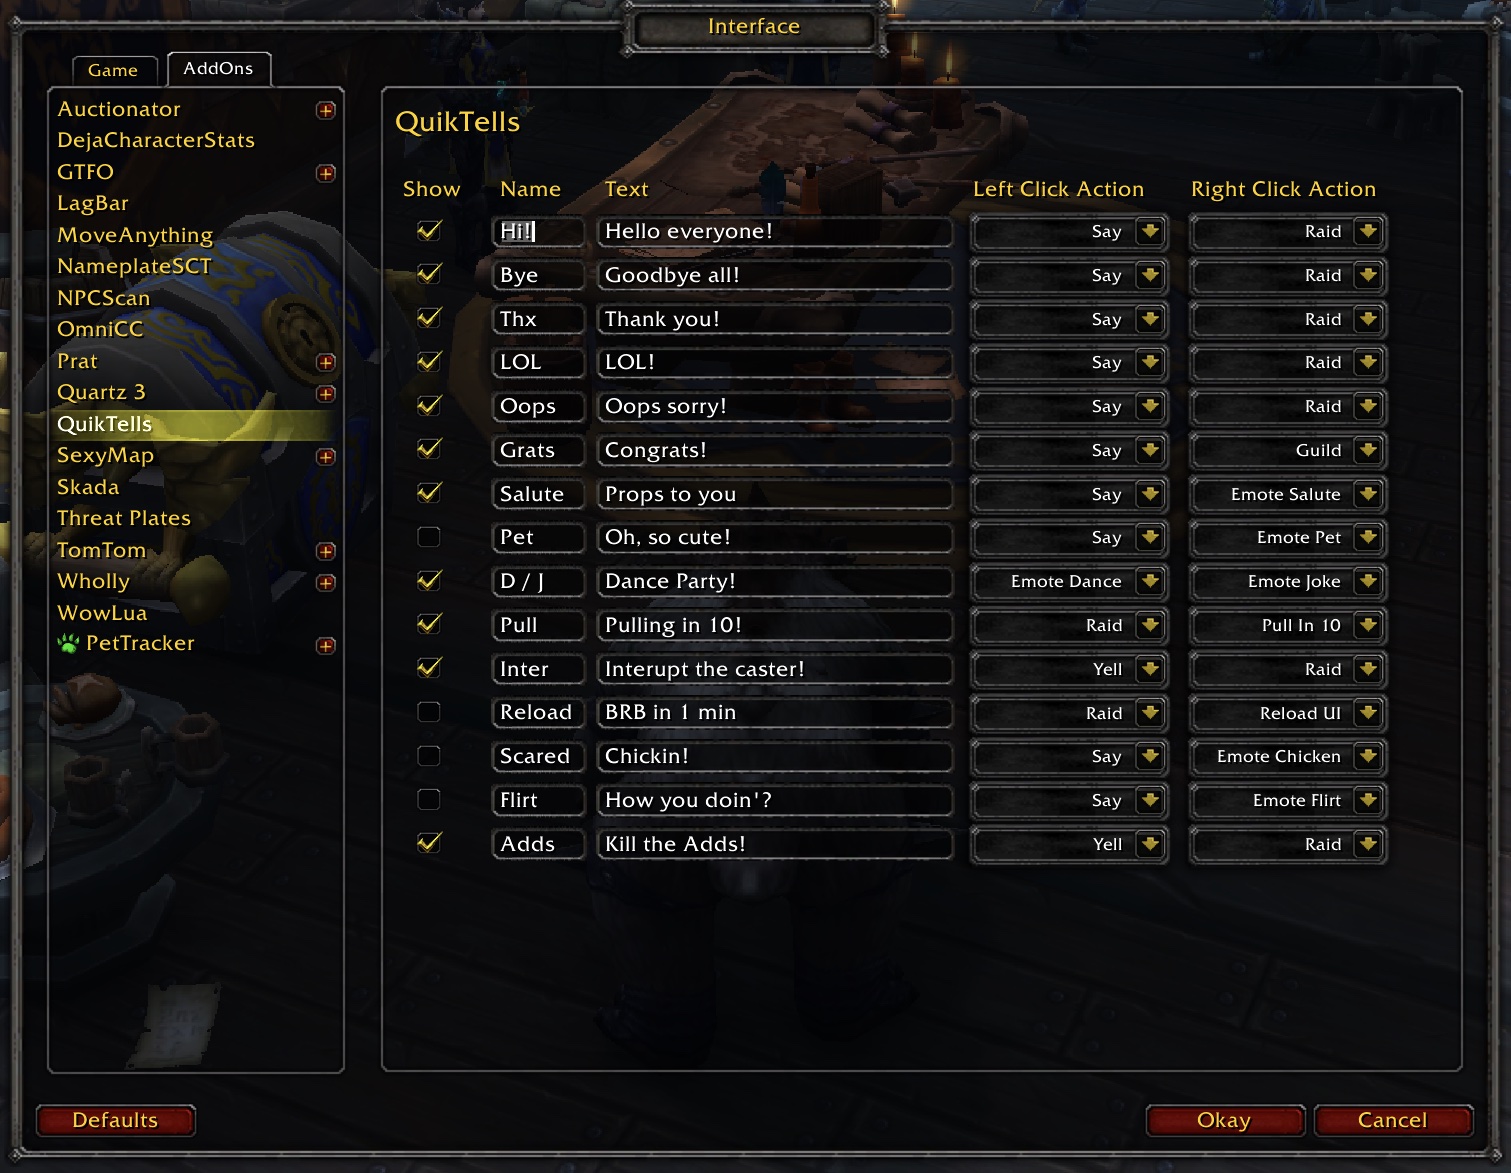 Interface
Game AddOns
Auctionator
DejaCharacterStats
GTFO
LagBar
MoveAnything
NameplateSCT
NPCScan
OmniCC
Prat
Quartz 3
QuikTells
SexyMap
Skada
Threat Plates
TomTom
Wholly
WowLua
PetTracker
QuikTells
Show Name Text Left Click Action Right Click Action
Hi! Hello everyone! Say Raid
Bye Goodbye all! Say Raid
Thx Thank you! Say Raid
LOL LOL! Say Raid
Oops Oops sorry! Say Raid
Grats Congrats! Say Guild
Salute Props to you Say Emote Salute
Pet Oh, so cute! Say Emote Pet
D / J Dance Party! Emote Dance Emote Joke
Pull Pulling in 10! Raid Pull In 10
Inter Interupt the caster! Yell Raid
Reload BRB in 1 min Raid Reload UI
Scared Chickin! Say Emote Chicken
Flirt How you doin'? Say Emote Flirt
Adds Kill the Adds! Yell Raid
Defaults Okay Cancel